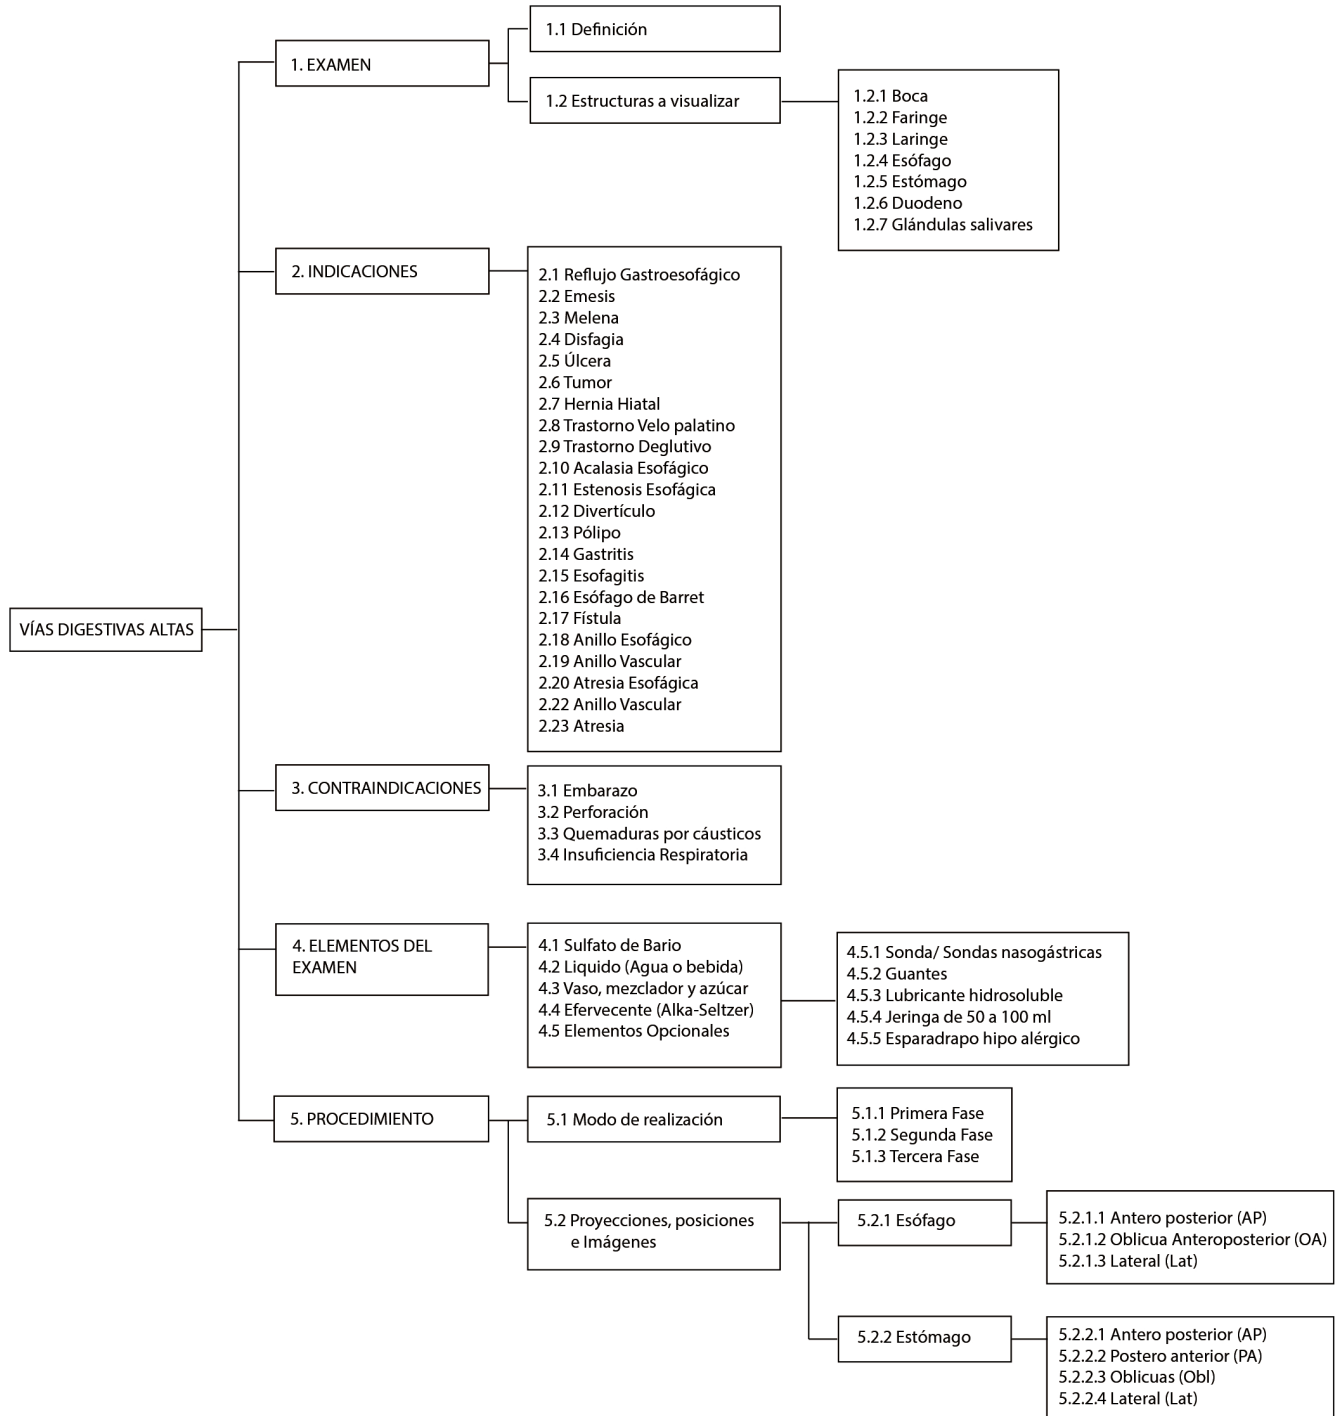 VÍAS DIGESTIVAS ALTAS
1. EXAMEN
1.1 Definición
1.2 Estructuras a visualizar
1.2.1 Boca
1.2.2 Faringe
1.2.3 Laringe
1.2.4 Esófago
1.2.5 Estómago
1.2.6 Duodeno
1.2.7 Glándulas salivares
2. INDICACIONES
2.1 Reflujo Gastroesofágico
2.2 Emesis
2.3 Melena
2.4 Disfagia
2.5 Úlcera
2.6 Tumor
2.7 Hernia Hiatal
2.8 Trastorno Velo palatino
2.9 Trastorno Deglutivo
2.10 Acalasia Esofágico
2.11 Estenosis Esofágica
2.12 Divertículo
2.13 Pólipo
2.14 Gastritis
2.15 Esofagitis
2.16 Esófago de Barret
2.17 Fístula
2.18 Anillo Esofágico
2.19 Anillo Vascular
2.20 Atresia Esofágica
2.22 Anillo Vascular
2.23 Atresia
3. CONTRAINDICACIONES
3.1 Embarazo
3.2 Perforación
3.3 Quemaduras por cáusticos
3.4 Insuficiencia Respiratoria
4. ELEMENTOS DEL
EXAMEN
4.1 Sulfato de Bario
4.2 Liquido (Agua o bebida)
4.3 Vaso, mezclador y azúcar
4.4 Efervecente (Alka-Seltzer)
4.5 Elementos Opcionales
4.5.1 Sonda/ Sondas nasogástricas
4.5.2 Guantes
4.5.3 Lubricante hidrosoluble
4.5.4 Jeringa de 50 a 100 ml
4.5.5 Esparadrapo hipo alérgico
5. PROCEDIMIENTO
5.1 Modo de realización
5.1.1 Primera Fase
5.1.2 Segunda Fase
5.1.3 Tercera Fase
5.2 Proyecciones, posiciones
e Imágenes
5.2.1 Esófago
5.2.1.1 Antero posterior (AP)
5.2.1.2 Oblicua Anteroposterior (OA)
5.2.1.3 Lateral (Lat)
5.2.2 Estómago
5.2.2.1 Antero posterior (AP)
5.2.2.2 Postero anterior (PA)
5.2.2.3 Oblicuas (Obl)
5.2.2.4 Lateral (Lat)